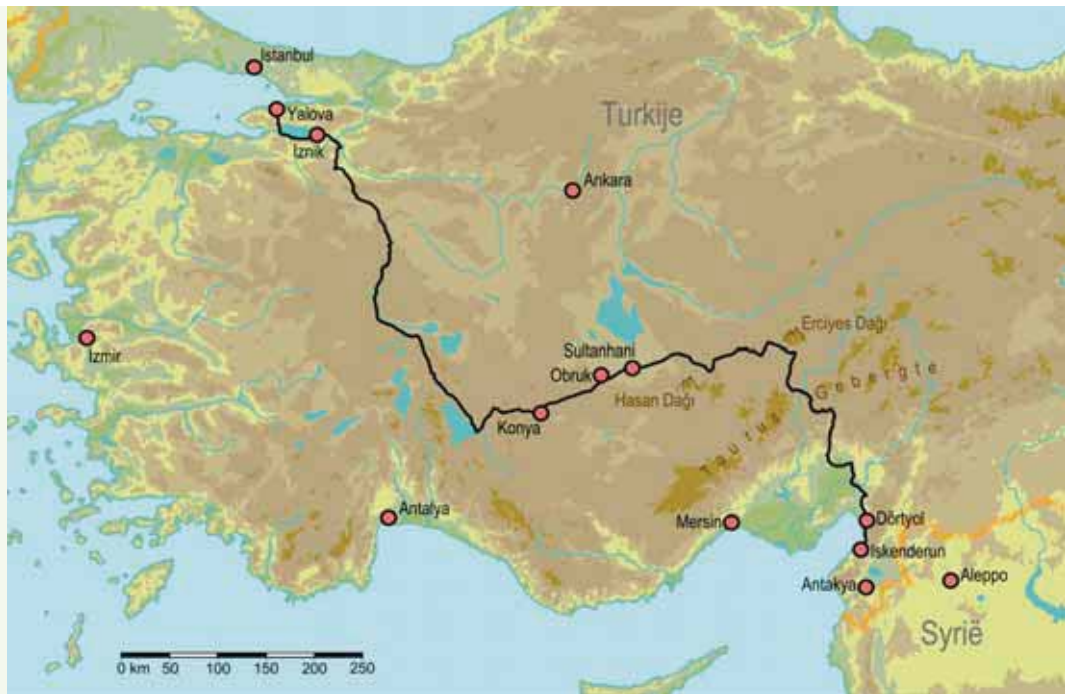 Istanbul
Yalova
Iznik
Turkije
Ankara
Izmir
Erciyes Dağı
Sultanhani
Obruk
Hasan Dağı
Gebergte
Taurus
Konya
Antalya
Mersin
Dörtyol
Iskenderun
Antakya
Aleppo
Syrië
0 km 50 100 150 200 250